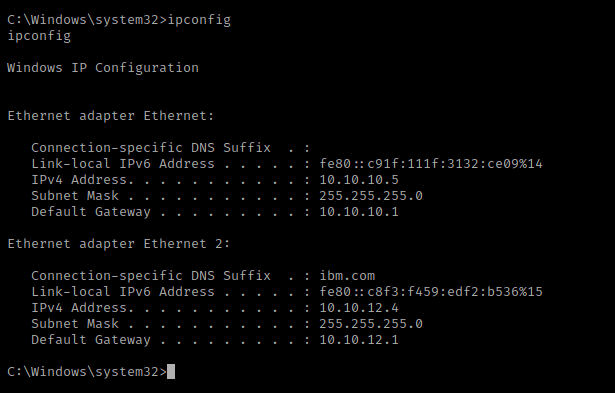 C:\Windows\system32>ipconfig
ipconfig
Windows IP Configuration
Ethernet adapter Ethernet:
Connection-specific DNS Suffix . :
Link-local IPv6 Address . . . . . : fe80::c91f:111f:3132:ce09%14
IPv4 Address. . . . . . . . . . . : 10.10.10.5
Subnet Mask . . . . . . . . . . . : 255.255.255.0
Default Gateway . . . . . . . . . : 10.10.10.1
Ethernet adapter Ethernet 2:
Connection-specific DNS Suffix . : ibm.com
Link-local IPv6 Address . . . . . : fe80::c8f3:f459:edf2:b536%15
IPv4 Address. . . . . . . . . . . : 10.10.12.4
Subnet Mask . . . . . . . . . . . : 255.255.255.0
Default Gateway . . . . . . . . . : 10.10.12.1
C:\Windows\system32>